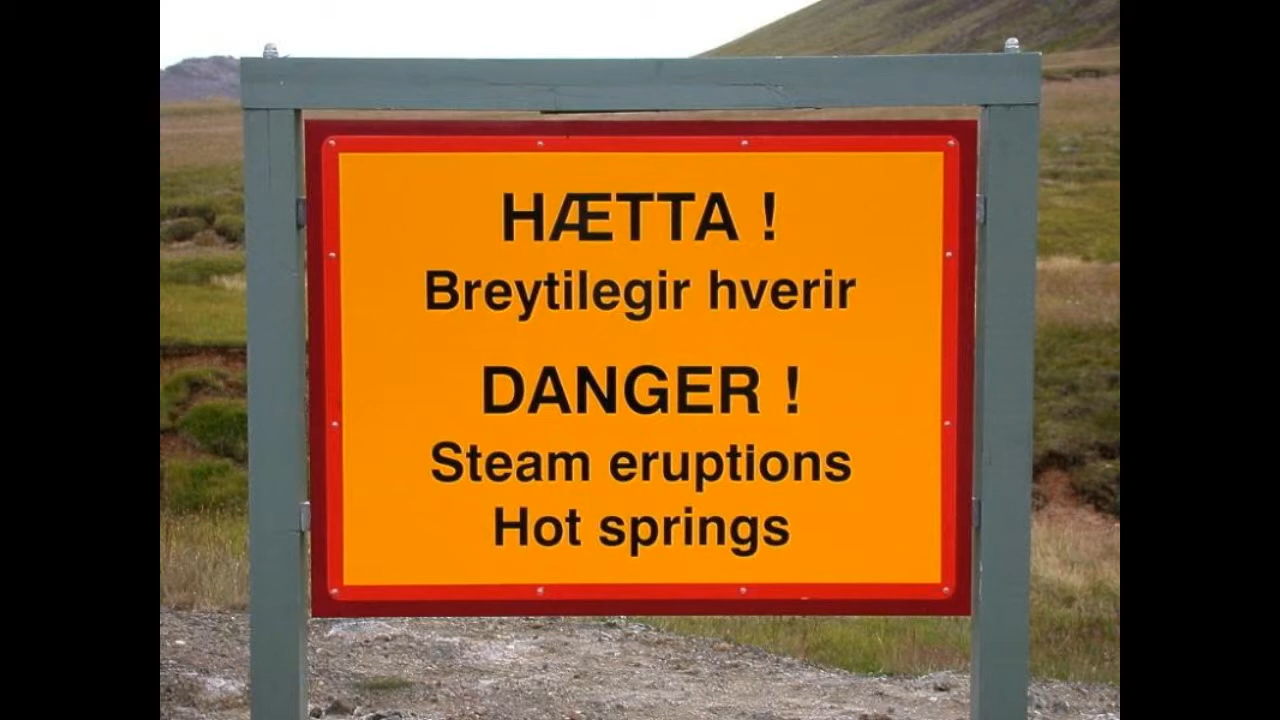 HÆTTA !
Breytilegir hverir
DANGER !
Steam eruptions
Hot springs